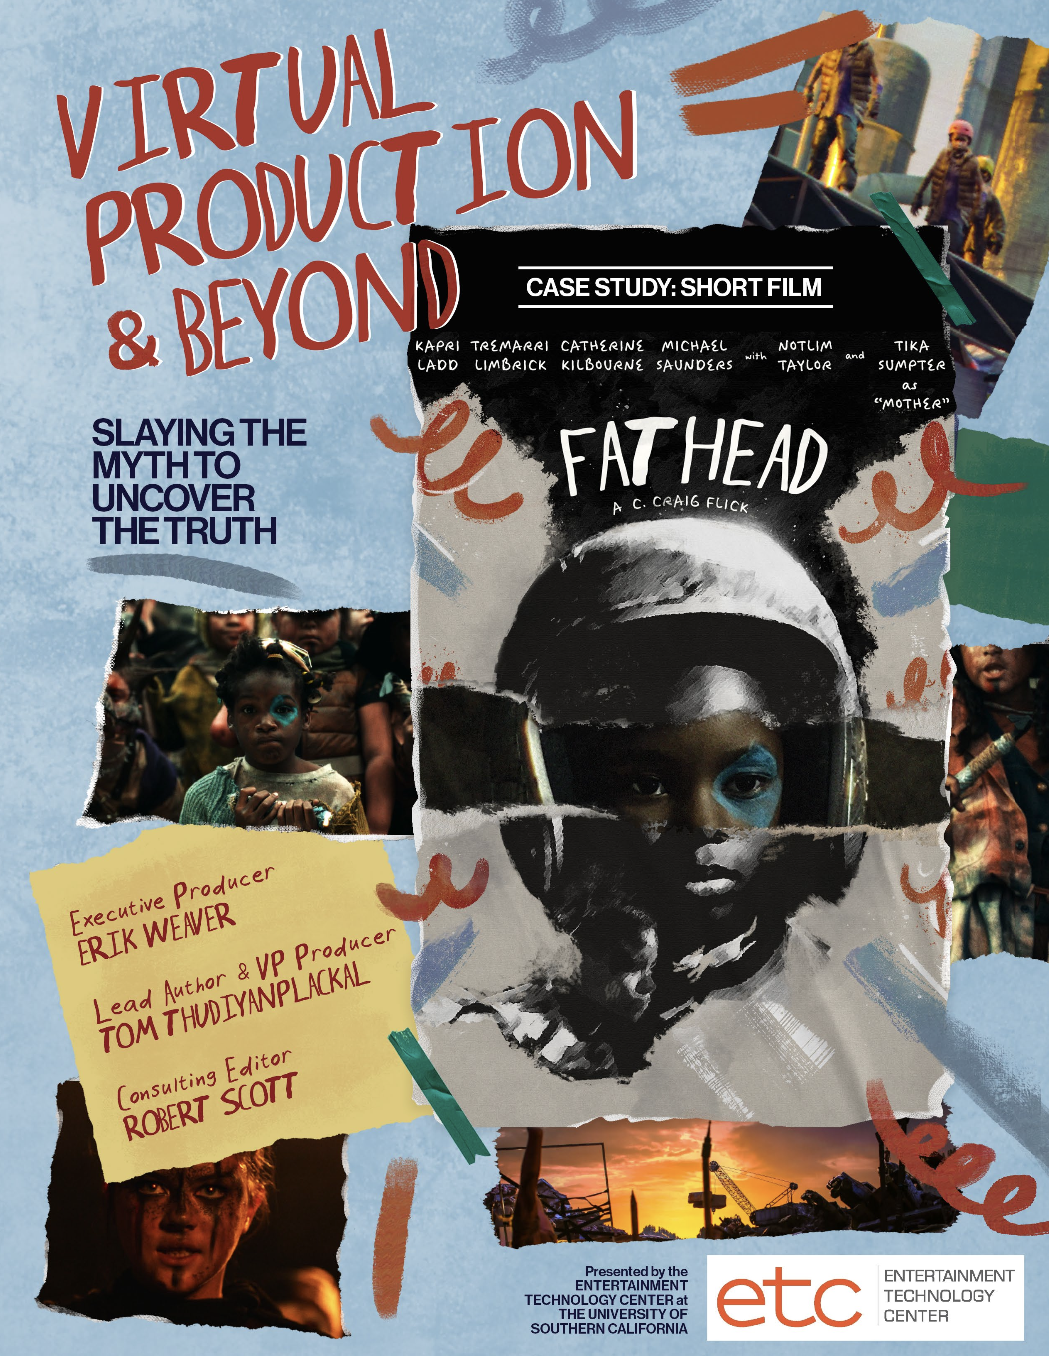 VIRTUAL
PRODUCTION
& BEYOND
SLAYING THE
MYTH TO
UNCOVER
THE TRUTH
CASE STUDY: SHORT FILM
KAPRI LADD
TREMARRI LIMBRICK
CATHERINE KILBOURNE
MICHAEL SAUNDERS
with
NOTLIM TAYLOR
and
TIKA SUMPTER
as
“MOTHER”
FATHEAD
A C. CRAIG FLICK
Executive Producer
ERIK WEAVER
Lead Author & VP Producer
TOM THUDIYANPLACKAL
Consulting Editor
ROBERT SCOTT
Presented by the
ENTERTAINMENT
TECHNOLOGY CENTER at
THE UNIVERSITY OF
SOUTHERN CALIFORNIA
etc
ENTERTAINMENT
TECHNOLOGY
CENTER